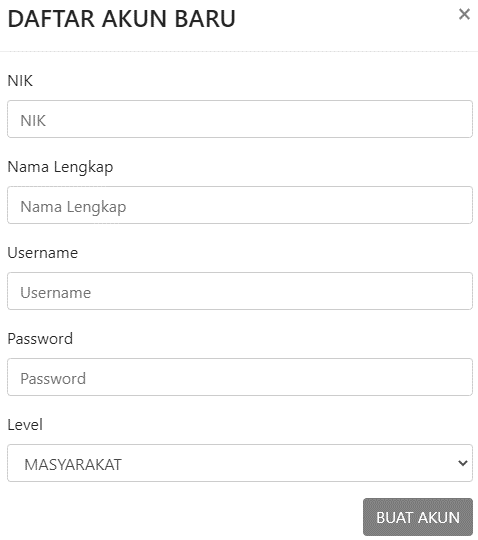 DAFTAR AKUN BARU ×
NIK
NIK
Nama Lengkap
Nama Lengkap
Username
Username
Password
Password
Level
MASYARAKAT
BUAT AKUN